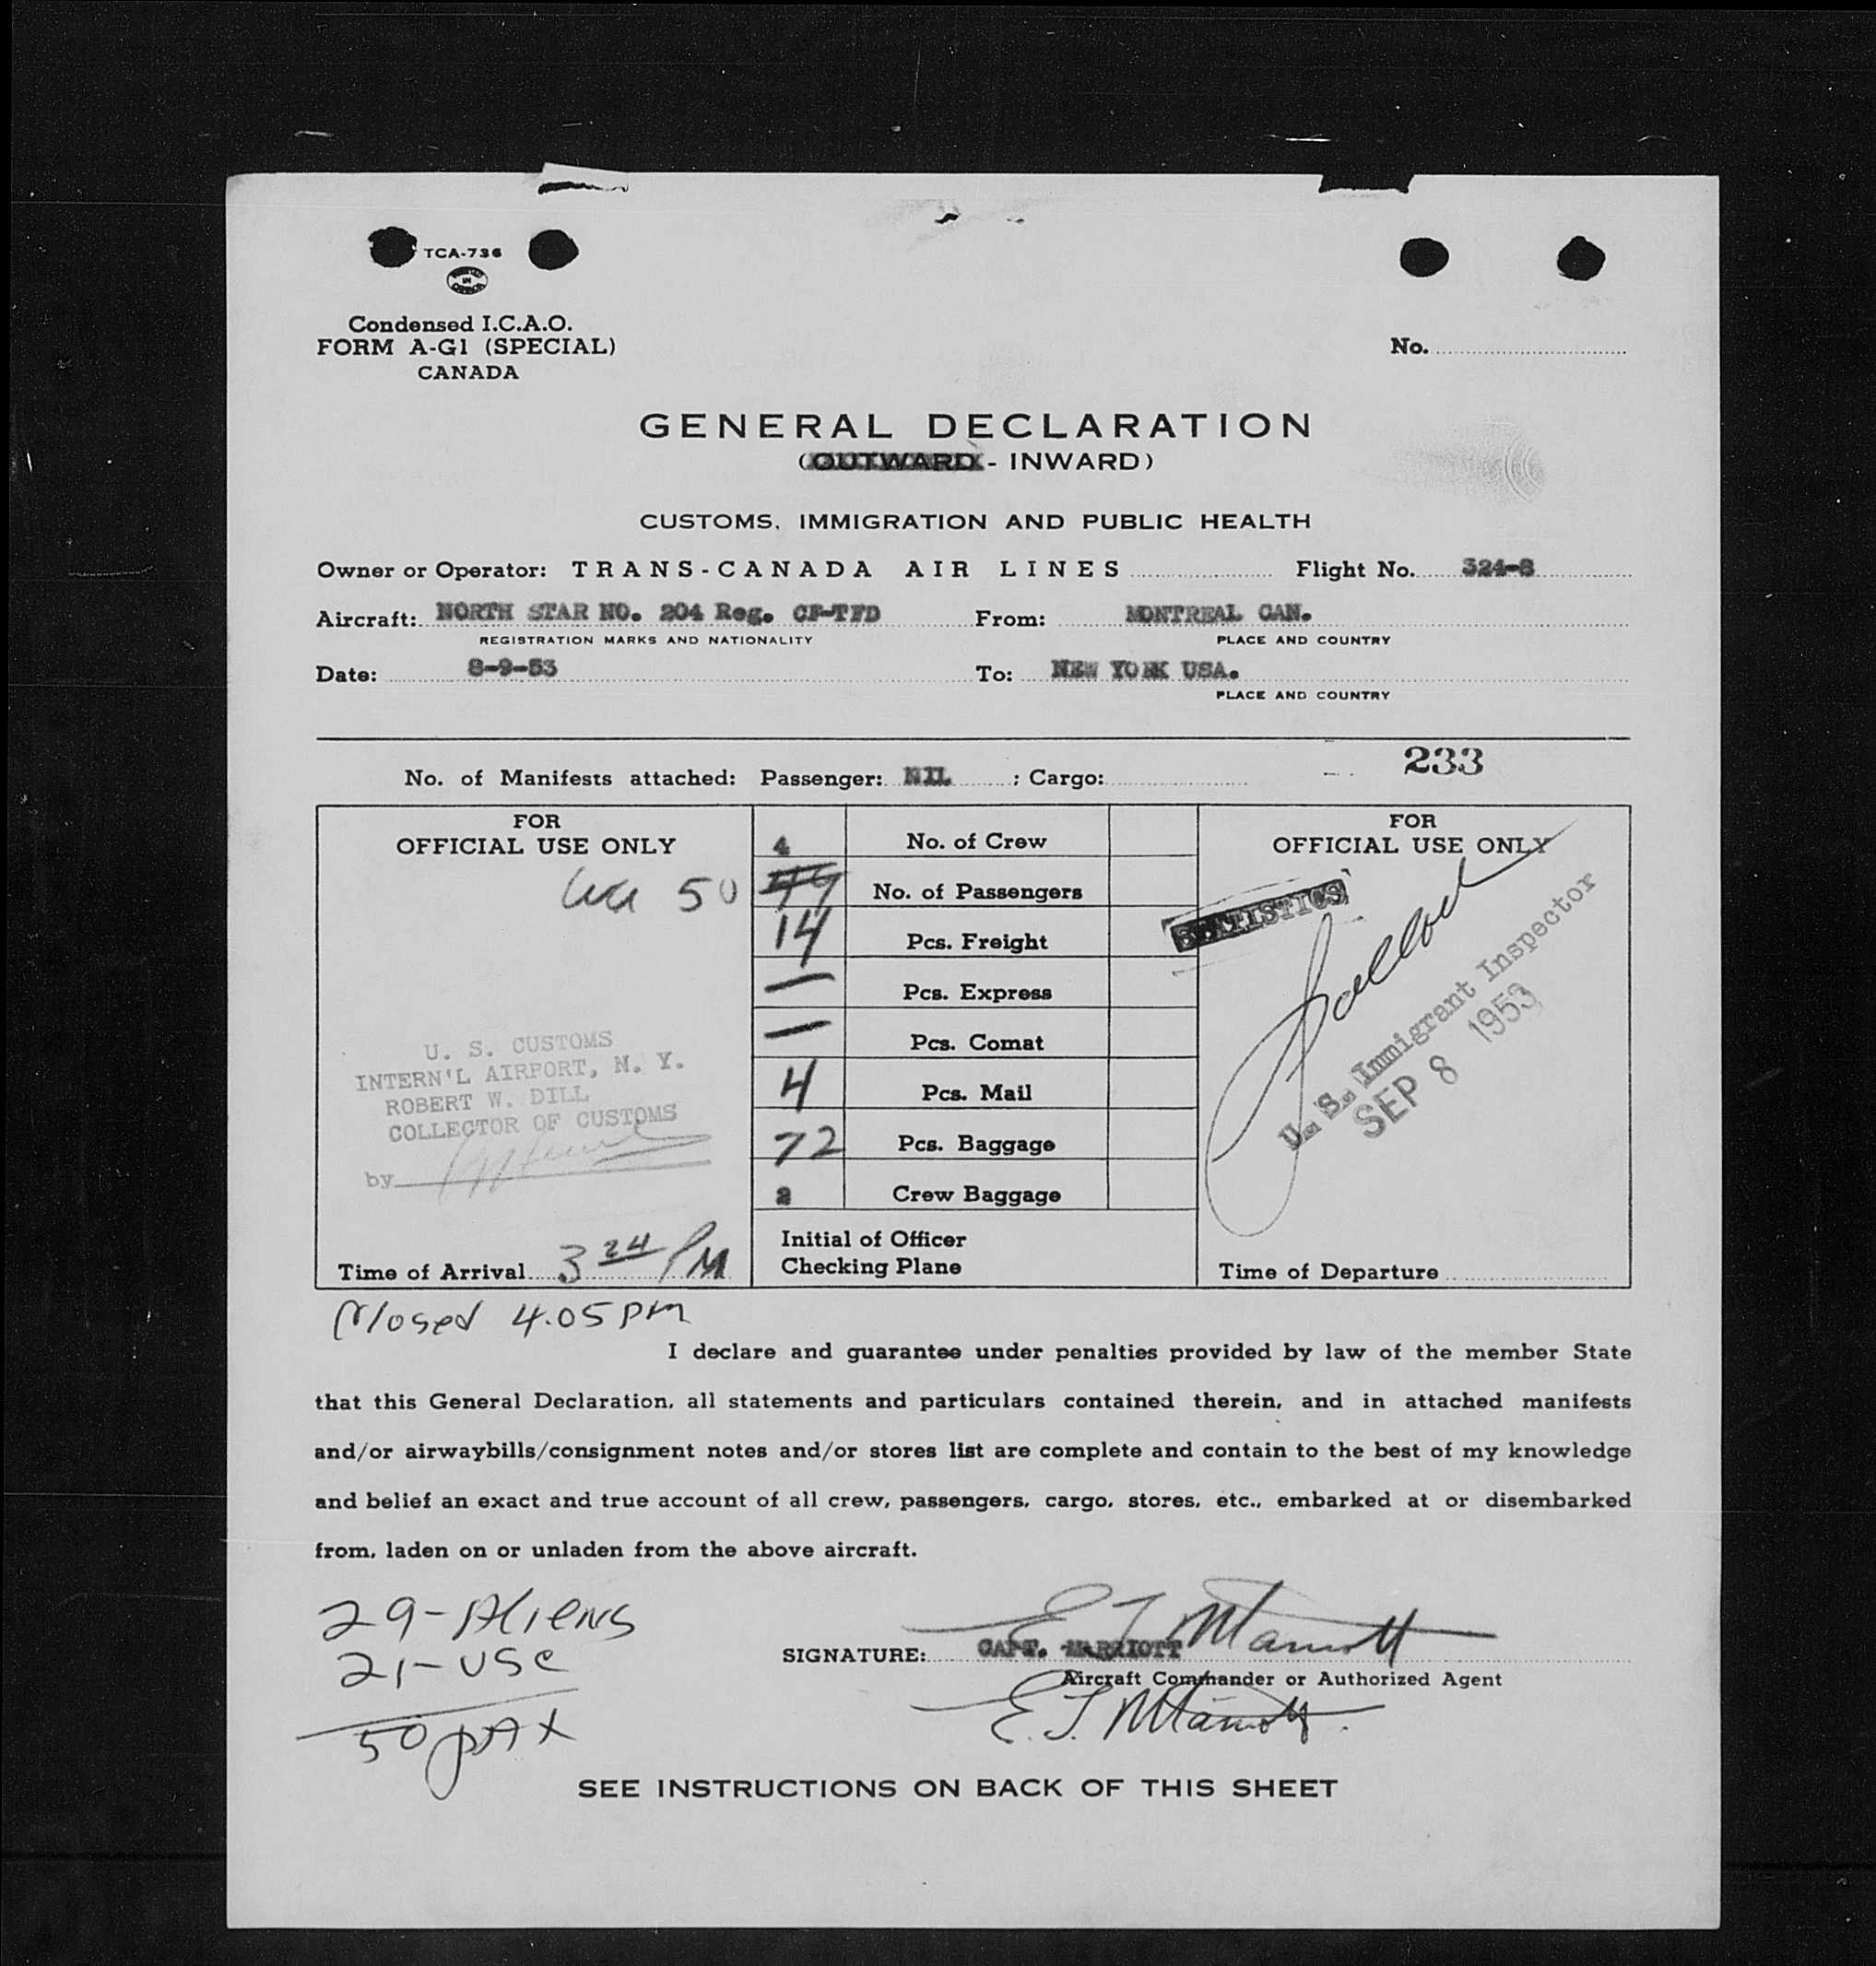 TCA-736
PRINTED IN CANADA
Condensed I.C.A.O.
FORM A-G1 (SPECIAL)
CANADA
No.
GENERAL DECLARATION
(OUTWARD - INWARD)
CUSTOMS, IMMIGRATION AND PUBLIC HEALTH
Owner or Operator: TRANS-CANADA AIR LINES Flight No. 324-8
Aircraft: NORTH STAR NO. 204 Reg. CF-TFD From: MONTREAL CAN.
REGISTRATION MARKS AND NATIONALITY PLACE AND COUNTRY
Date: 8-9-53 To: NEW YORK USA.
PLACE AND COUNTRY
233
No. of Manifests attached: Passenger: NIL ; Cargo:
FOR
OFFICIAL USE ONLY
50
U. S. CUSTOMS
INTERN'L AIRPORT, N. Y.
ROBERT W. DILL
COLLECTOR OF CUSTOMS
by
Time of Arrival 3 24 PM
4 No. of Crew
49 No. of Passengers
14 Pcs. Freight
— Pcs. Express
— Pcs. Comat
4 Pcs. Mail
72 Pcs. Baggage
2 Crew Baggage
Initial of Officer
Checking Plane
FOR
OFFICIAL USE ONLY
STATISTICS
U.S. Immigrant Inspector
SEP 8 1953
Time of Departure
Closed 4.05 PM
I declare and guarantee under penalties provided by law of the member State
that this General Declaration, all statements and particulars contained therein, and in attached manifests
and/or airwaybills/consignment notes and/or stores list are complete and contain to the best of my knowledge
and belief an exact and true account of all crew, passengers, cargo, stores, etc., embarked at or disembarked
from, laden on or unladen from the above aircraft.
29-Aliens
21-USC
50 PAX
SIGNATURE: CAPT. MARRIOTT E J Marriott
Aircraft Commander or Authorized Agent
E. J. Marriott.
SEE INSTRUCTIONS ON BACK OF THIS SHEET